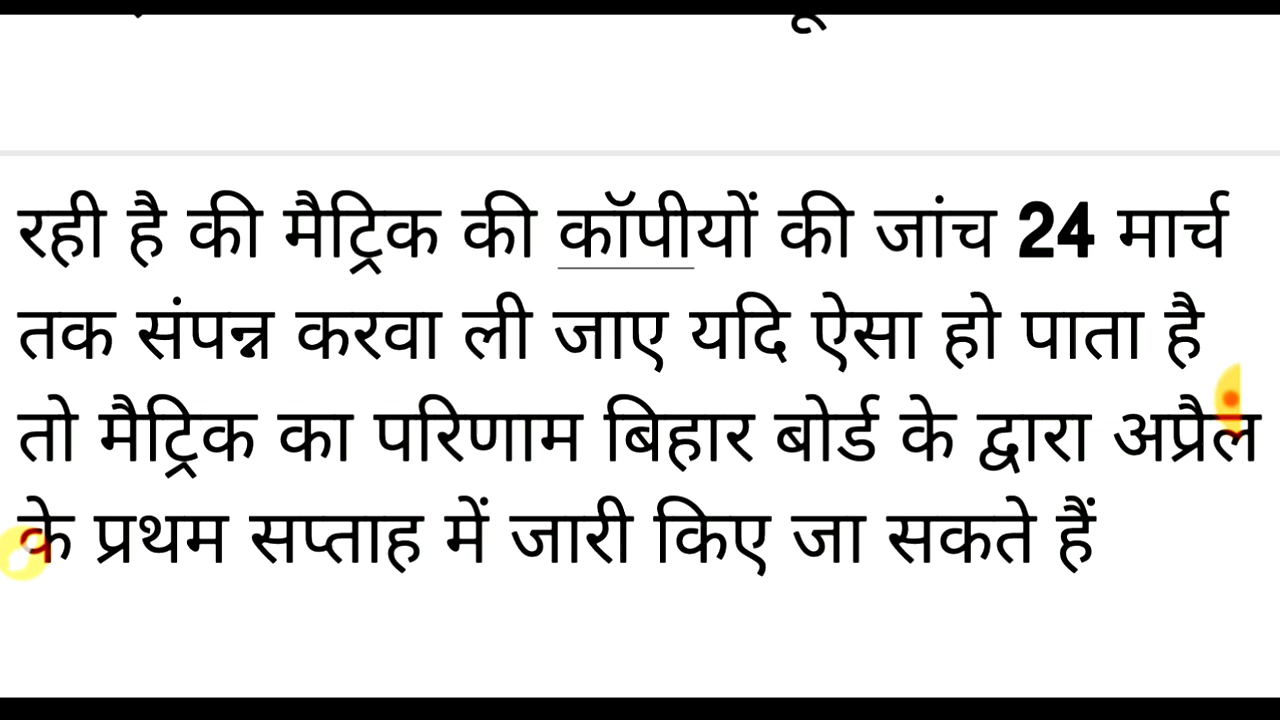 रही है की मैट्रिक की कॉपीयों की जांच 24 मार्च
तक संपन्न करवा ली जाए यदि ऐसा हो पाता है
तो मैट्रिक का परिणाम बिहार बोर्ड के द्वारा अप्रैल
के प्रथम सप्ताह में जारी किए जा सकते हैं